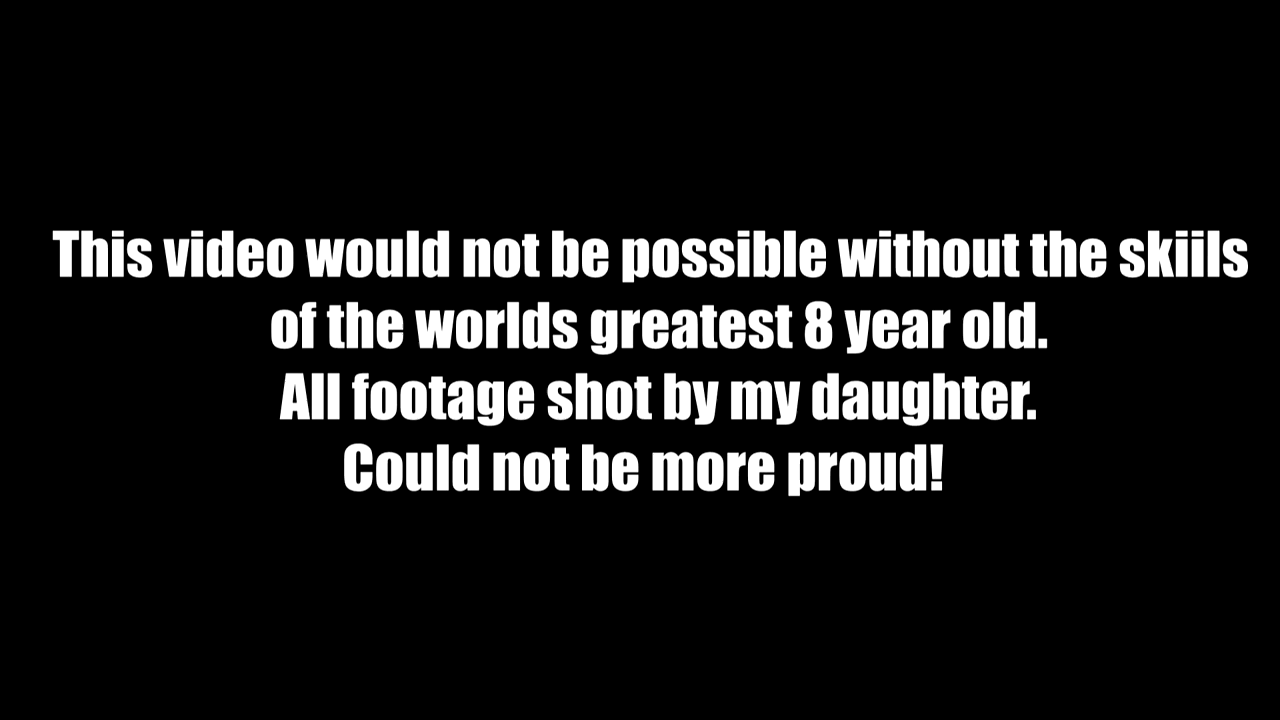 This video would not be possible without the skiils
of the worlds greatest 8 year old.
All footage shot by my daughter.
Could not be more proud!